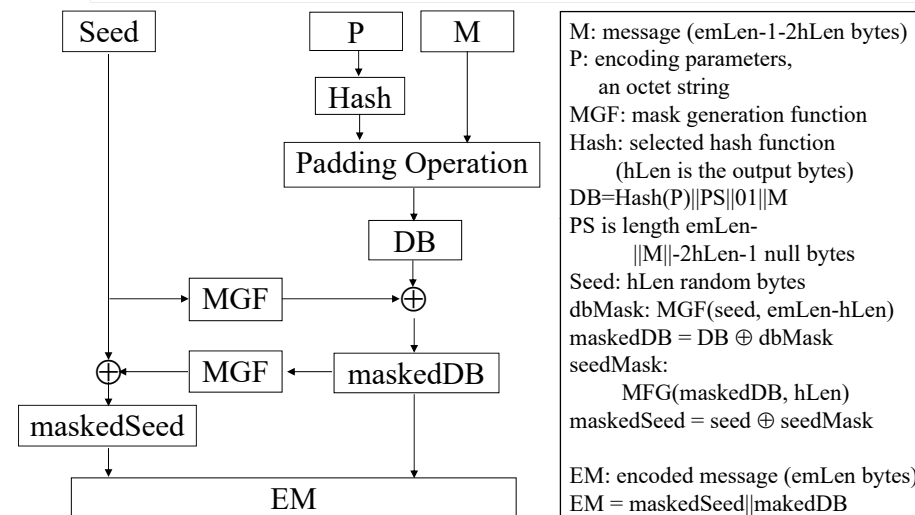 Seed
P
M
Hash
Padding Operation
DB
MGF
⊕
⊕
MGF
maskedDB
maskedSeed
EM
M: message (emLen-1-2hLen bytes)
P: encoding parameters,
an octet string
MGF: mask generation function
Hash: selected hash function
(hLen is the output bytes)
DB=Hash(P)||PS||01||M
PS is length emLen-
||M||-2hLen-1 null bytes
Seed: hLen random bytes
dbMask: MGF(seed, emLen-hLen)
maskedDB = DB ⊕ dbMask
seedMask:
MFG(maskedDB, hLen)
maskedSeed = seed ⊕ seedMask
EM: encoded message (emLen bytes)
EM = maskedSeed||makedDB